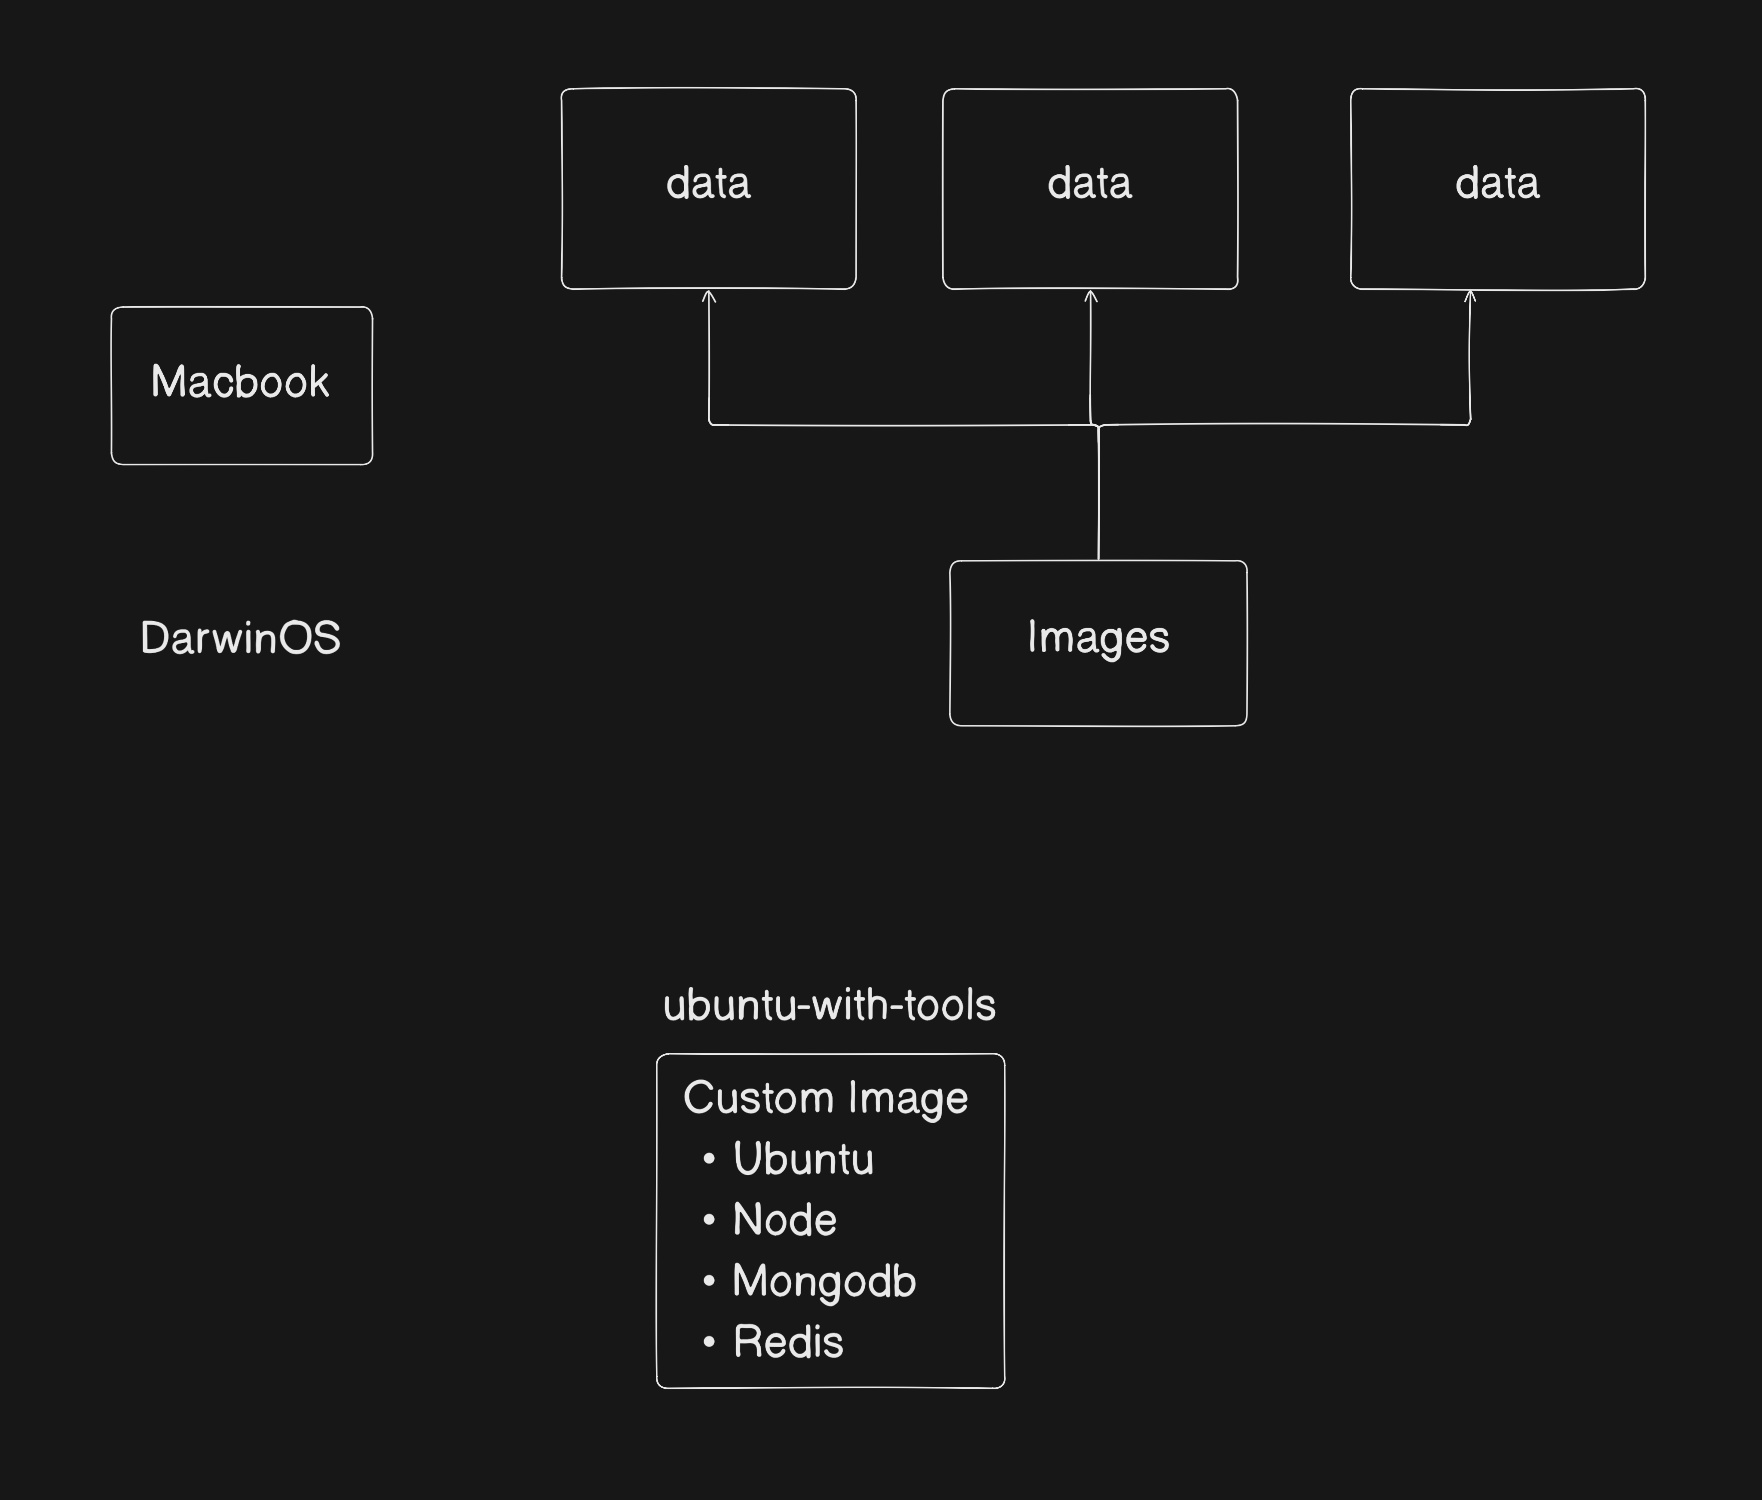 data
data
data
Macbook
DarwinOS
Images
ubuntu-with-tools
Custom Image
• Ubuntu
• Node
• Mongodb
• Redis